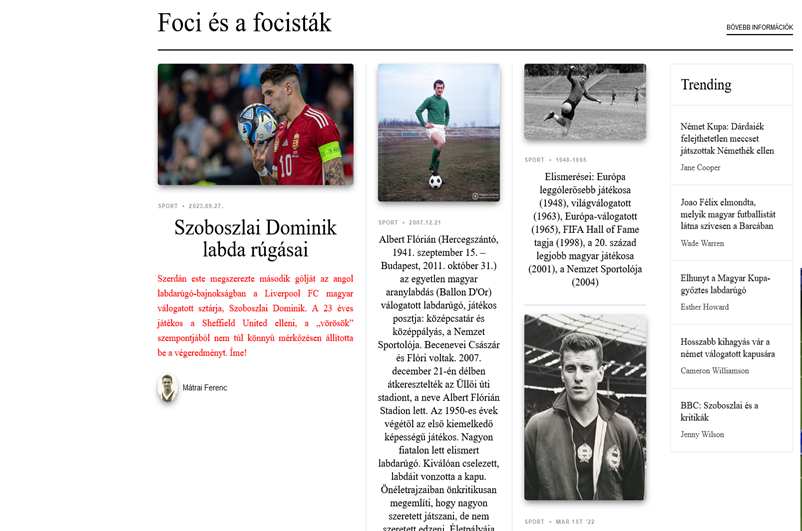 Foci és a focisták
BŐVEBB INFORMÁCIÓK
SPORT • 2023.09.27.
Szoboszlai Dominik
labda rúgásai
Szerdán este megszerezte második gólját az angol
labdarúgó-bajnokságban a Liverpool FC magyar
válogatott sztárja, Szoboszlai Dominik. A 23 éves
játékos a Sheffield United elleni, a „vörösök”
szempontjából nem túl könnyű mérkőzésen állította
be a végeredményt. Íme!
Mátrai Ferenc
SPORT • 2007.12.21
Albert Flórián (Hercegszántó,
1941. szeptember 15. –
Budapest, 2011. október 31.)
az egyetlen magyar
aranylabdás (Ballon D'Or)
válogatott labdarúgó, játékos
posztja: középcsatár és
középpályás, a Nemzet
Sportolója. Becenevei Császár
és Flóri voltak. 2007.
december 21-én délben
átkeresztelték az Üllői úti
stadiont, a neve Albert Flórián
Stadion lett. Az 1950-es évek
végétől az első kiemelkedő
képességű játékos. Nagyon
fiatalon lett elismert
labdarúgó. Kiválóan cselezett,
labdáit vonzotta a kapu.
Önéletrajzaiban önkritikusan
megemlíti, hogy nagyon
szeretett játszani, de nem
szeretett edzeni. Életpályája
SPORT • 1948-1965
Elismerései: Európa
leggólerősebb játékosa
(1948), világválogatott
(1963), Európa-válogatott
(1965), FIFA Hall of Fame
tagja (1998), a 20. század
legjobb magyar játékosa
(2001), a Nemzet Sportolója
(2004)
SPORT • MAR 1ST '22
Trending
Német Kupa: Dárdaiék
felejthetetlen meccset
játszottak Némethék ellen
Jane Cooper
Joao Félix elmondta,
melyik magyar futballistát
látna szívesen a Barcában
Wade Warren
Elhunyt a Magyar Kupa-
győztes labdarúgó
Esther Howard
Hosszabb kihagyás vár a
német válogatott kapusára
Cameron Williamson
BBC: Szoboszlai és a
kritikák
Jenny Wilson